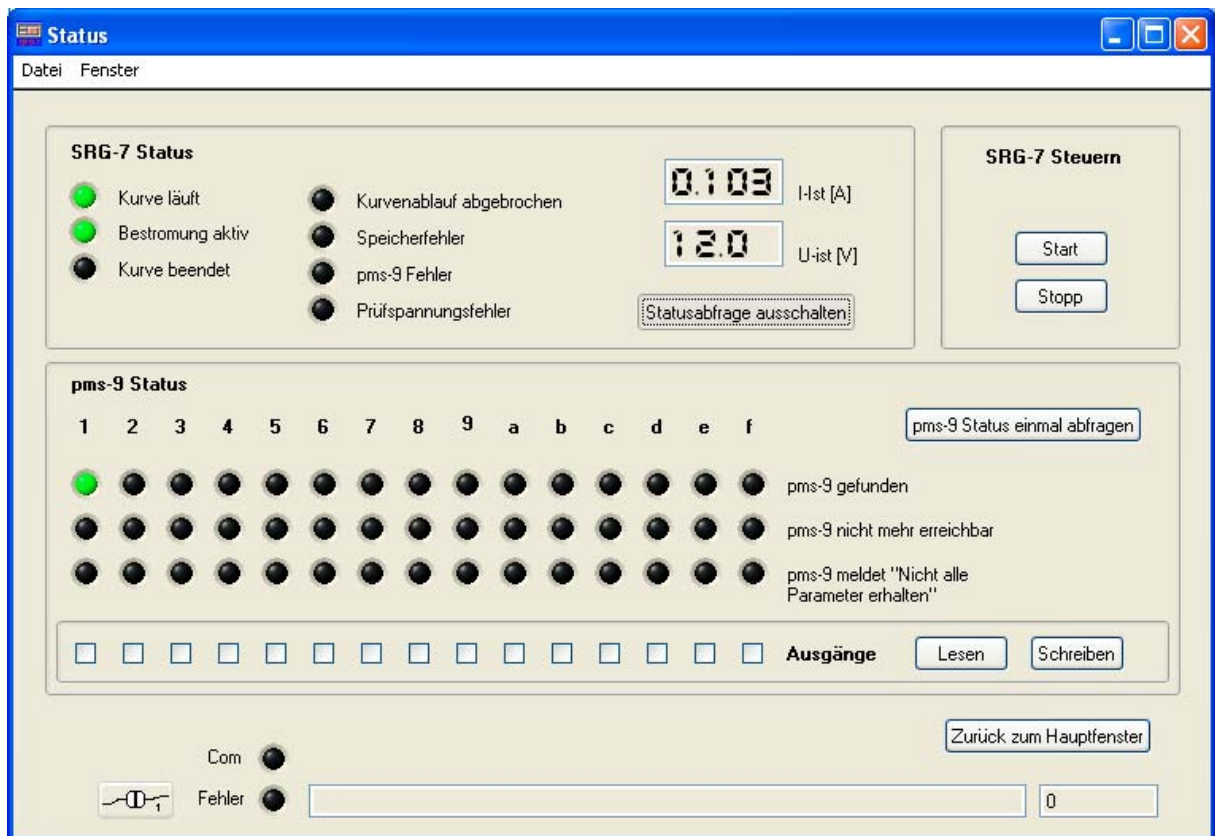 Status
Datei Fenster
SRG-7 Status
Kurve läuft
Bestromung aktiv
Kurve beendet
Kurvenablauf abgebrochen
Speicherfehler
pms-9 Fehler
Prüfspannungsfehler
0.103 I-Ist [A]
12.0 U-ist [V]
Statusabfrage ausschalten
SRG-7 Steuern
Start
Stopp
pms-9 Status
1 2 3 4 5 6 7 8 9 a b c d e f
pms-9 Status einmal abfragen
pms-9 gefunden
pms-9 nicht mehr erreichbar
pms-9 meldet "Nicht alle
Parameter erhalten"
Ausgänge Lesen Schreiben
Zurück zum Hauptfenster
Com
1 Fehler 0